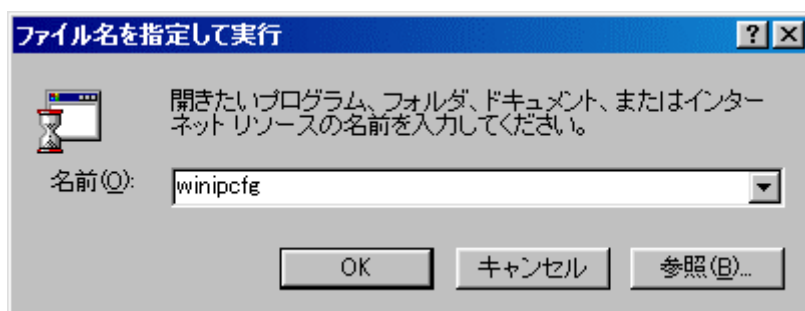 ファイル名を指定して実行
開きたいプログラム、フォルダ、ドキュメント、またはインター
ネット リソースの名前を入力してください。
名前(O):
winipcfg
OK
キャンセル
参照(B)...